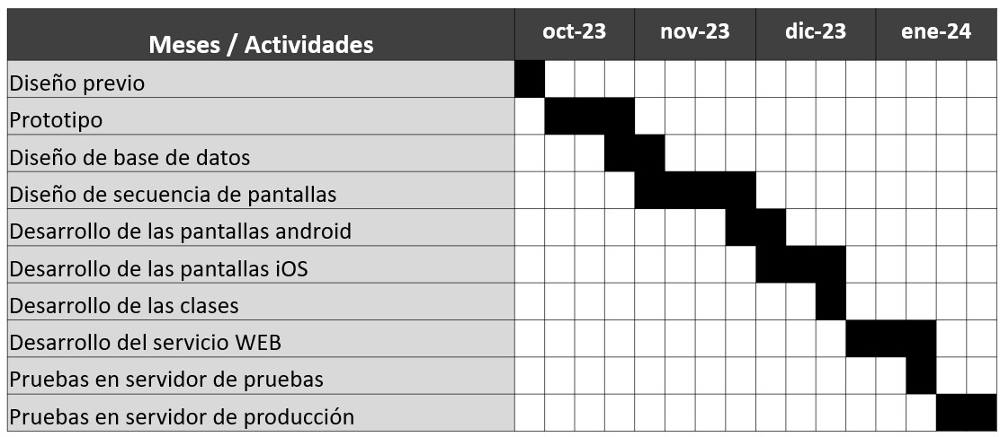 Meses / Actividades
oct-23 nov-23 dic-23 ene-24
Diseño previo
Prototipo
Diseño de base de datos
Diseño de secuencia de pantallas
Desarrollo de las pantallas android
Desarrollo de las pantallas iOS
Desarrollo de las clases
Desarrollo del servicio WEB
Pruebas en servidor de pruebas
Pruebas en servidor de producción